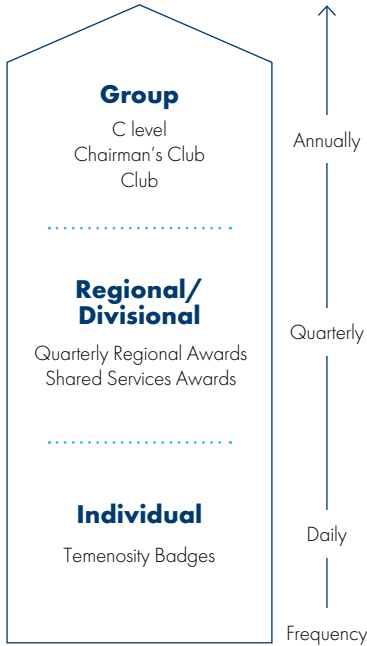 Group
C level
Chairman's Club
Club
Annually
Regional/
Divisional
Quarterly Regional Awards
Shared Services Awards
Quarterly
Individual
Temenosity Badges
Daily
Frequency